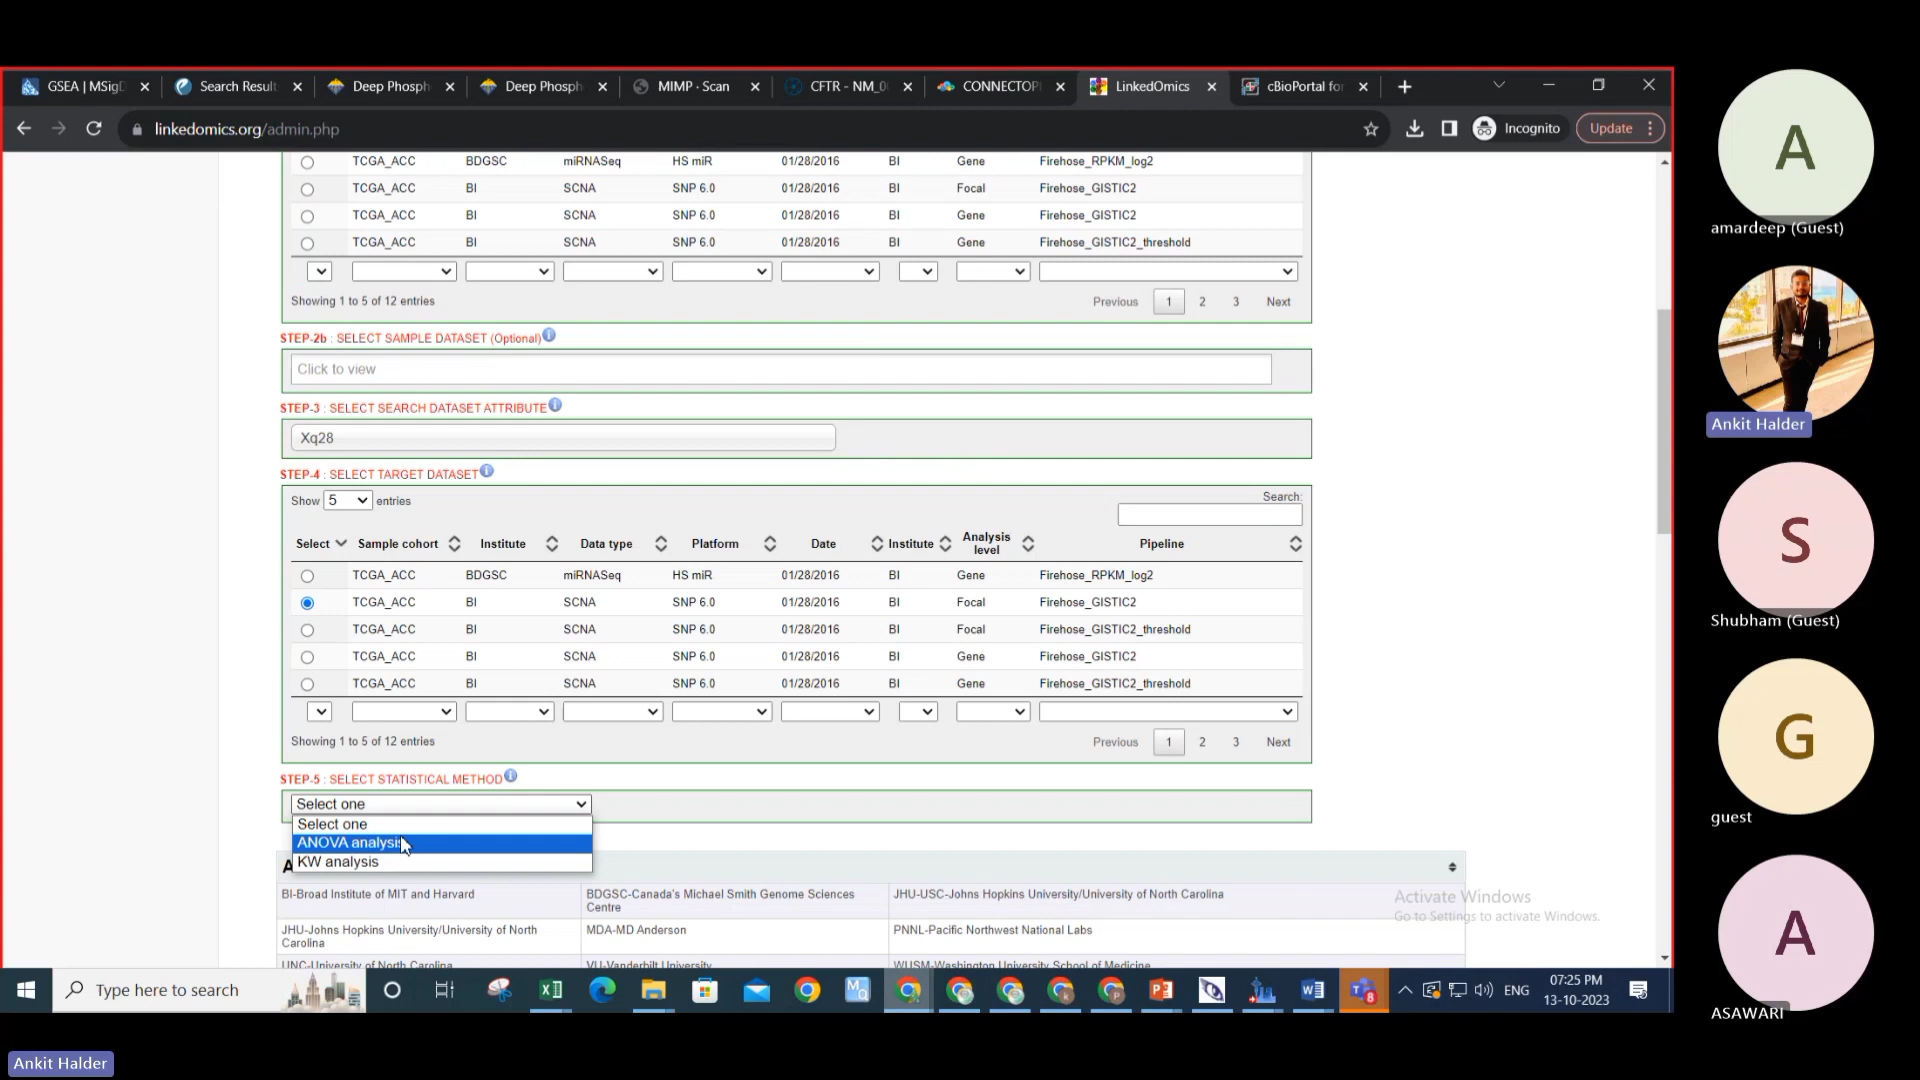 GSEA | MSigD
Search Result
Deep Phosph
Deep Phosph
MIMP · Scan
CFTR - NM_0
CONNECTOP
LinkedOmics
cBioPortal for
linkedomics.org/admin.php
Incognito
Update
TCGA_ACC BDGSC miRNASeq HS miR 01/28/2016 BI Gene Firehose_RPKM_log2
TCGA_ACC BI SCNA SNP 6.0 01/28/2016 BI Focal Firehose_GISTIC2
TCGA_ACC BI SCNA SNP 6.0 01/28/2016 BI Gene Firehose_GISTIC2
TCGA_ACC BI SCNA SNP 6.0 01/28/2016 BI Gene Firehose_GISTIC2_threshold
Showing 1 to 5 of 12 entries Previous 1 2 3 Next
STEP-2b : SELECT SAMPLE DATASET (Optional)
Click to view
STEP-3 : SELECT SEARCH DATASET ATTRIBUTE
Xq28
STEP-4 : SELECT TARGET DATASET
Show 5 entries
Search:
Select Sample cohort Institute Data type Platform Date Institute Analysis level Pipeline
TCGA_ACC BDGSC miRNASeq HS miR 01/28/2016 BI Gene Firehose_RPKM_log2
TCGA_ACC BI SCNA SNP 6.0 01/28/2016 BI Focal Firehose_GISTIC2
TCGA_ACC BI SCNA SNP 6.0 01/28/2016 BI Focal Firehose_GISTIC2_threshold
TCGA_ACC BI SCNA SNP 6.0 01/28/2016 BI Gene Firehose_GISTIC2
TCGA_ACC BI SCNA SNP 6.0 01/28/2016 BI Gene Firehose_GISTIC2_threshold
Showing 1 to 5 of 12 entries Previous 1 2 3 Next
STEP-5 : SELECT STATISTICAL METHOD
Select one
Select one
ANOVA analysis
KW analysis
A
BI-Broad Institute of MIT and Harvard
BDGSC-Canada's Michael Smith Genome Sciences
Centre
JHU-USC-Johns Hopkins University/University of North Carolina
JHU-Johns Hopkins University/University of North
Carolina
MDA-MD Anderson
PNNL-Pacific Northwest National Labs
UNC-University of North Carolina
VU-Vanderbilt University
WUSM-Washington University School of Medicine
Activate Windows
Go to Settings to activate Windows.
Type here to search
ENG
07:25 PM
13-10-2023
A
amardeep (Guest)
Ankit Halder
S
Shubham (Guest)
G
guest
A
ASAWARI
Ankit Halder